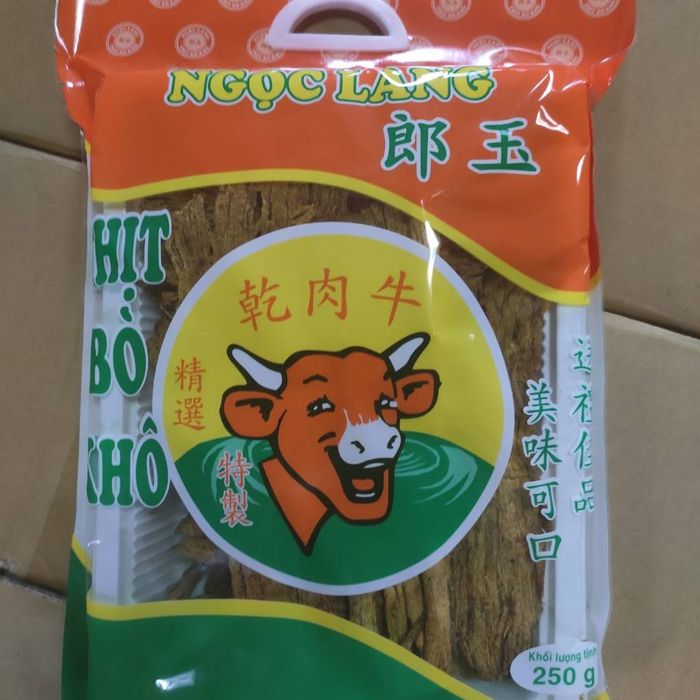 NGỌC LANG
郎玉
HỊT
BÒ
KHÔ
乾肉牛
精選
特製
送禮佳品
美味可口
Khối lượng tịnh
250 g